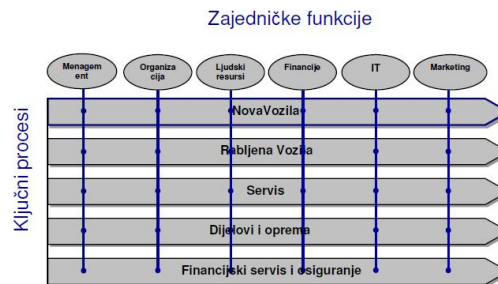 Zajedničke funkcije
Menagem
ent
Organiza
cija
Ljudski
resursi
Financije
IT
Marketing
Ključni procesi
NovaVozila
Rabljena Vozila
Servis
Dijelovi i oprema
Financijski servis i osiguranje